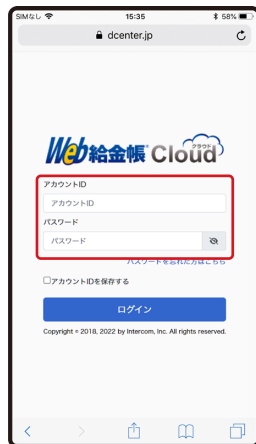 SIMなし 15:35 58%
dcenter.jp
Web給金帳 Cloud クラウド
アカウントID
アカウントID
パスワード
パスワード
パスワードを忘れた方はこちら
アカウントIDを保存する
ログイン
Copyright © 2018, 2022 by Intercom, Inc. All rights reserved.